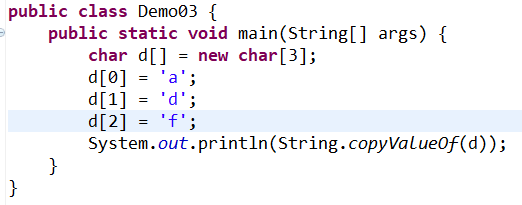 public class Demo03 {
    public static void main(String[] args) {
        char d[] = new char[3];
        d[0] = 'a';
        d[1] = 'd';
        d[2] = 'f';
        System.out.println(String.copyValueOf(d));
    }
}